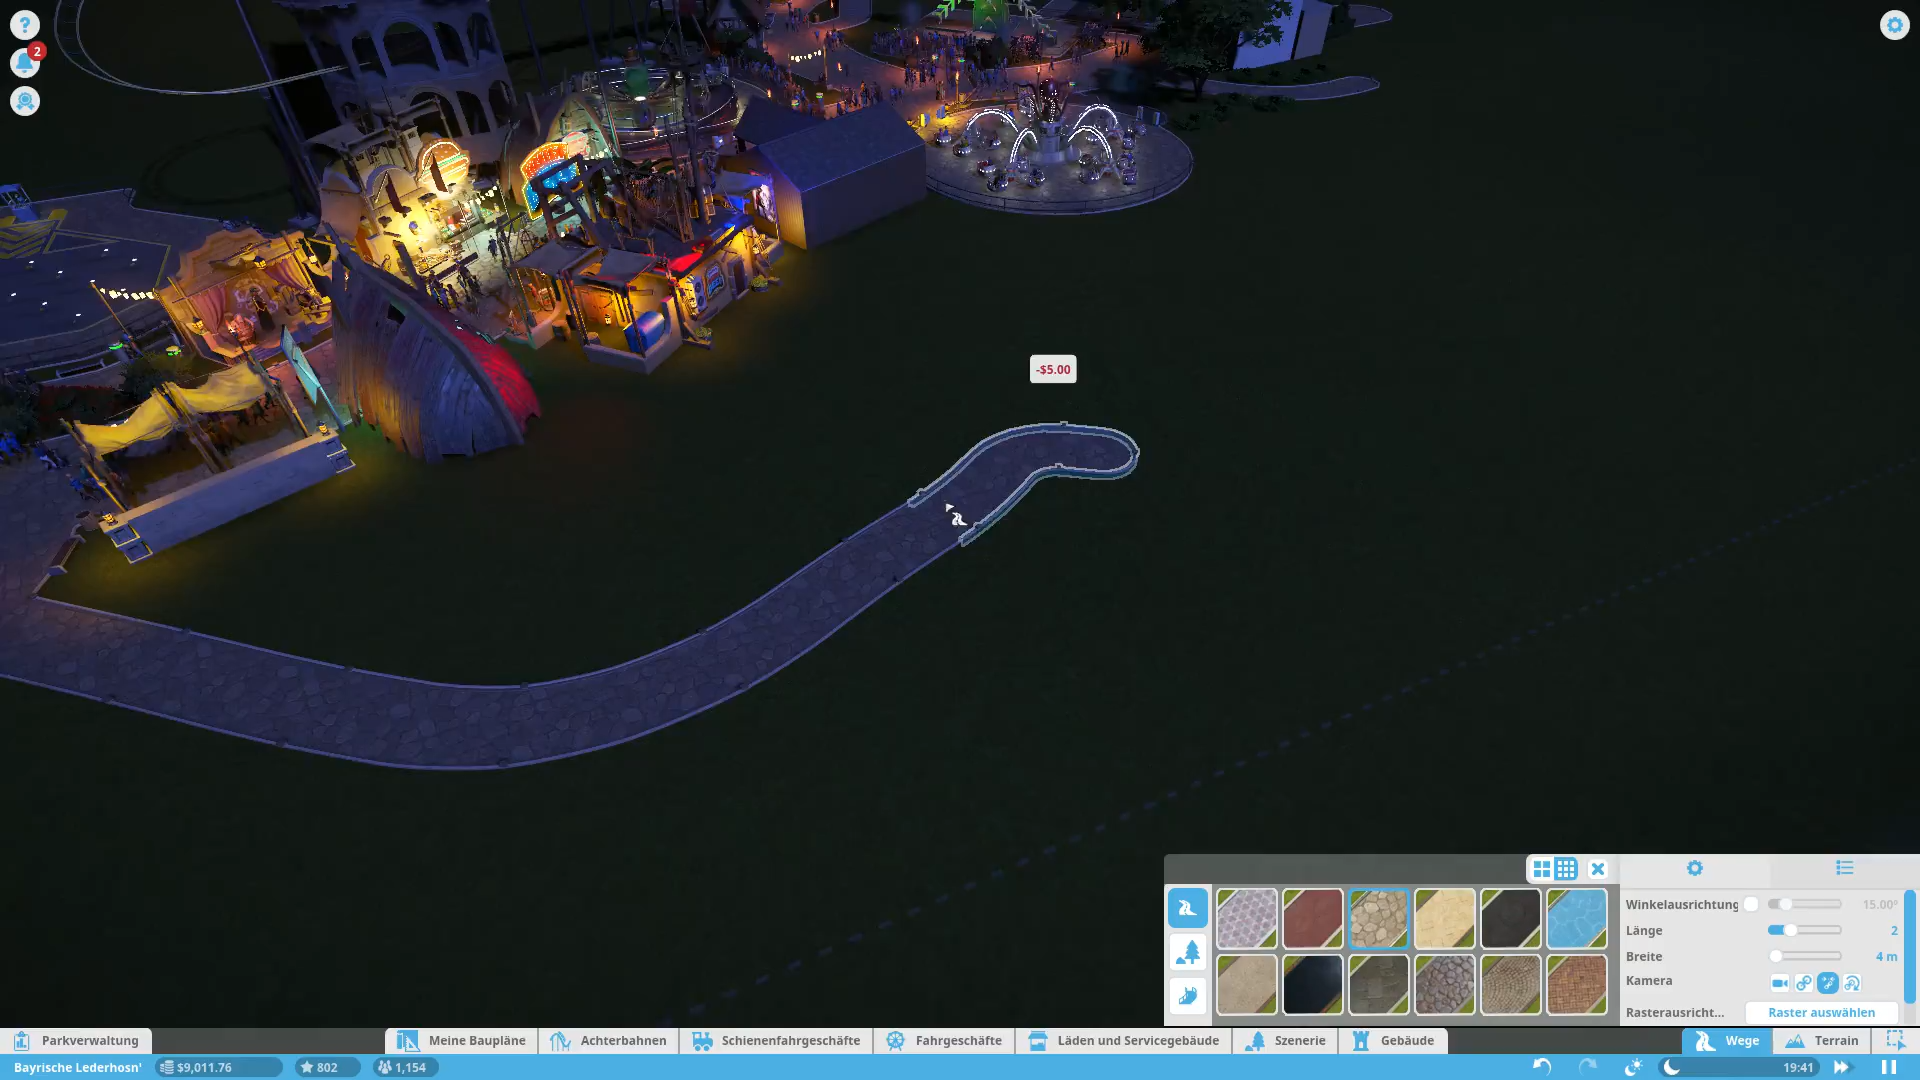 ?
2
-$5.00
Winkelausrichtung 15.00°
Länge 2
Breite 4 m
Kamera
Rasterausricht... Raster auswählen
Parkverwaltung Meine Baupläne Achterbahnen Schienenfahrgeschäfte Fahrgeschäfte Läden und Servicegebäude Szenerie Gebäude Wege Terrain
Bayrische Lederhosn' $9,011.76 802 1,154 19:41